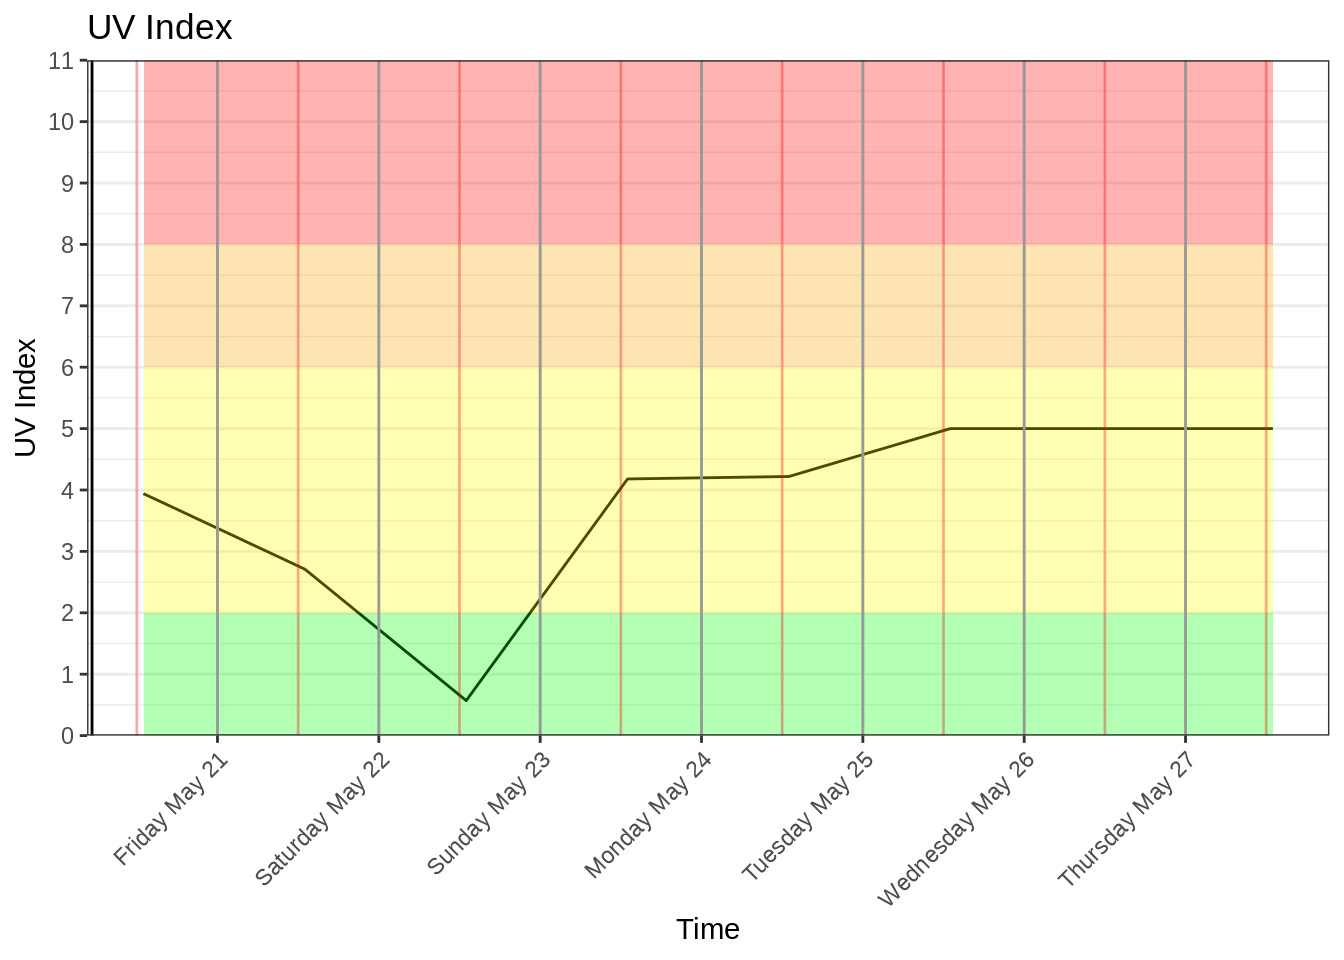 UV Index
11
10
9
8
7
6
5
4
3
2
1
0
UV Index
Friday May 21
Saturday May 22
Sunday May 23
Monday May 24
Tuesday May 25
Wednesday May 26
Thursday May 27
Time